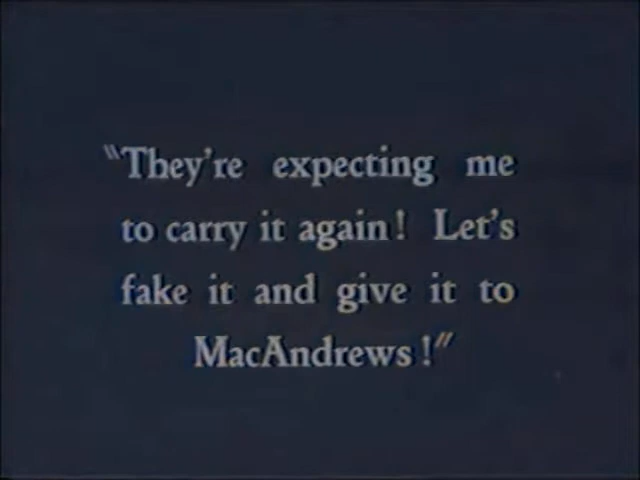 "They're expecting me
to carry it again! Let's
fake it and give it to
MacAndrews!"